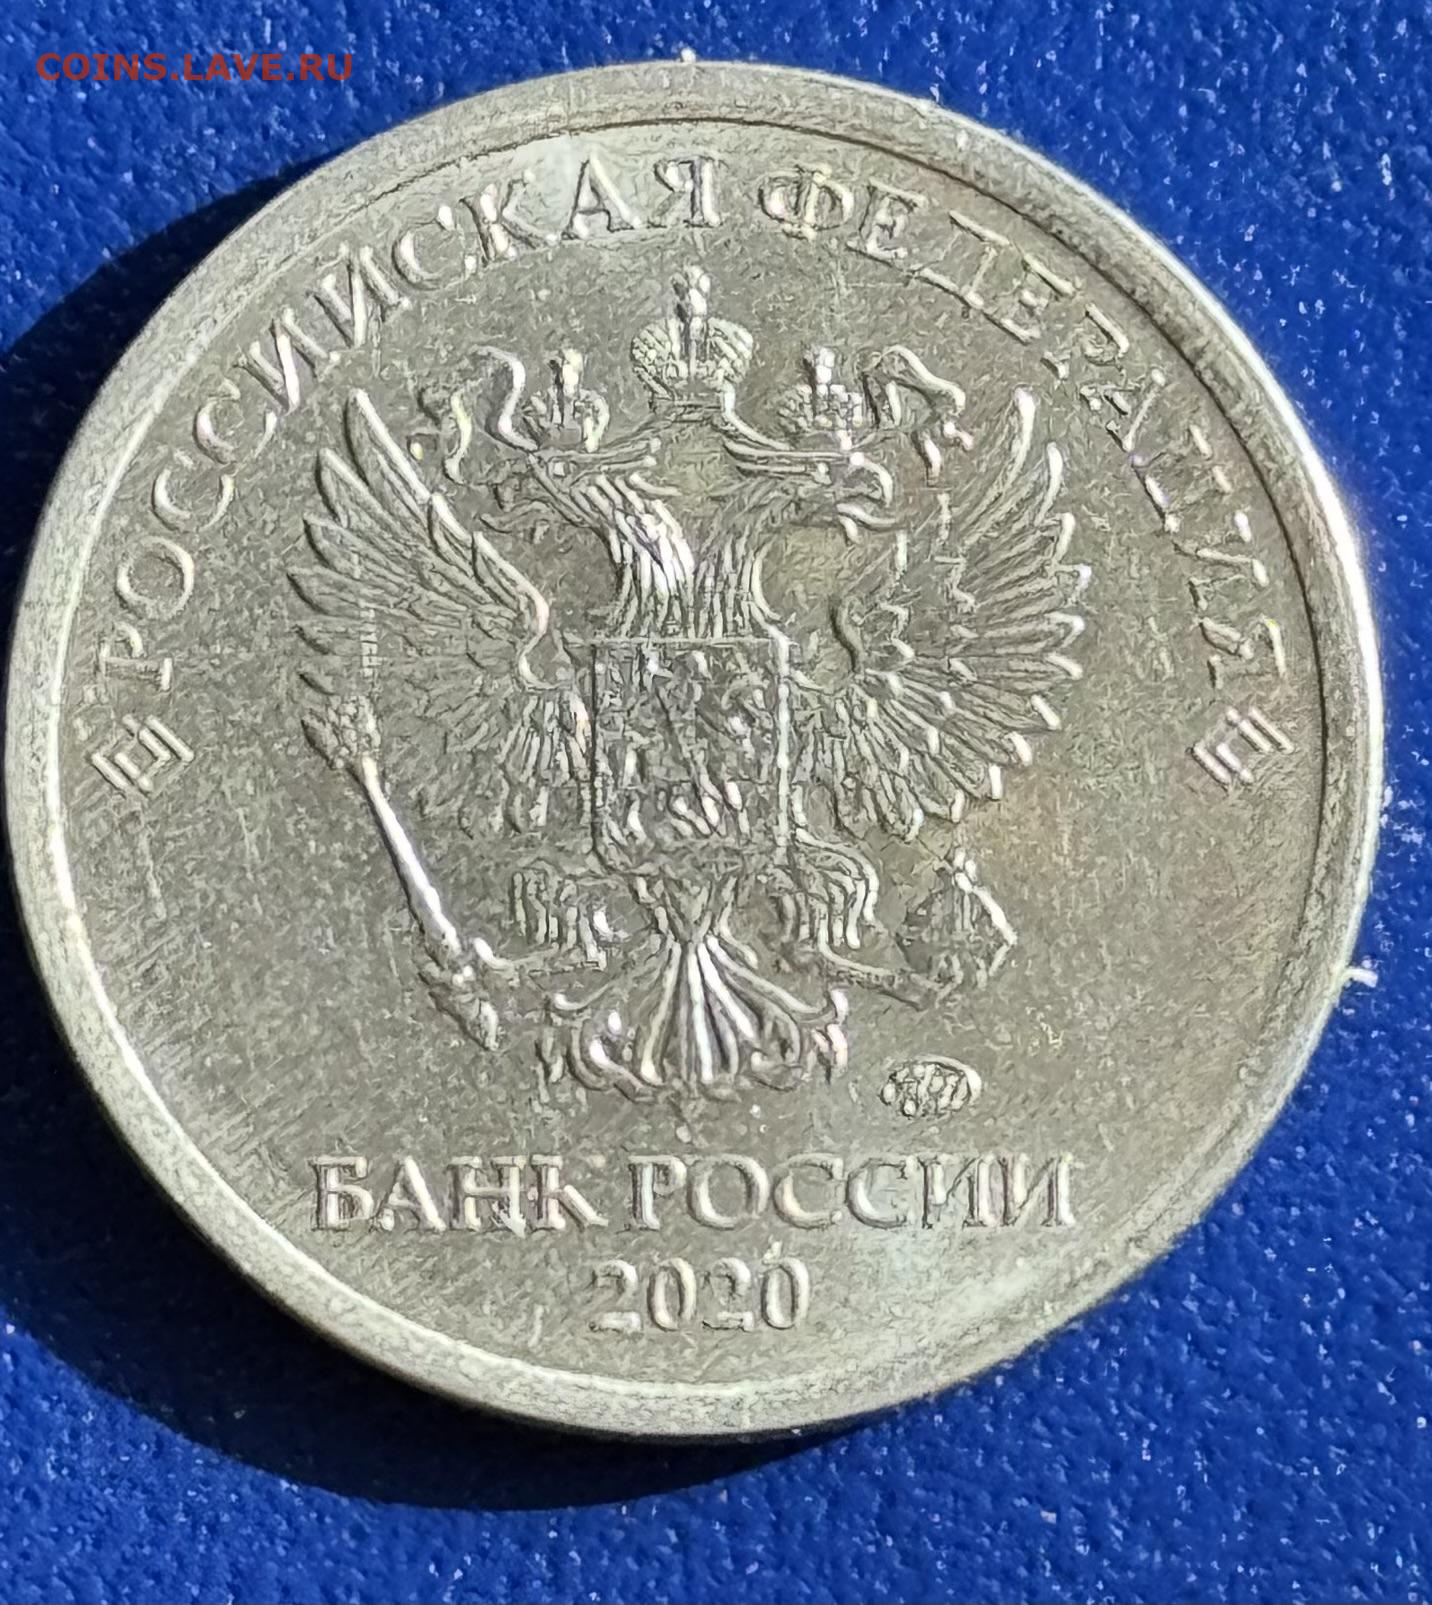 COINS.LAVE.RU
РОССИЙСКАЯ ФЕДЕРАЦИЯ
БАНК РОССИИ
2020